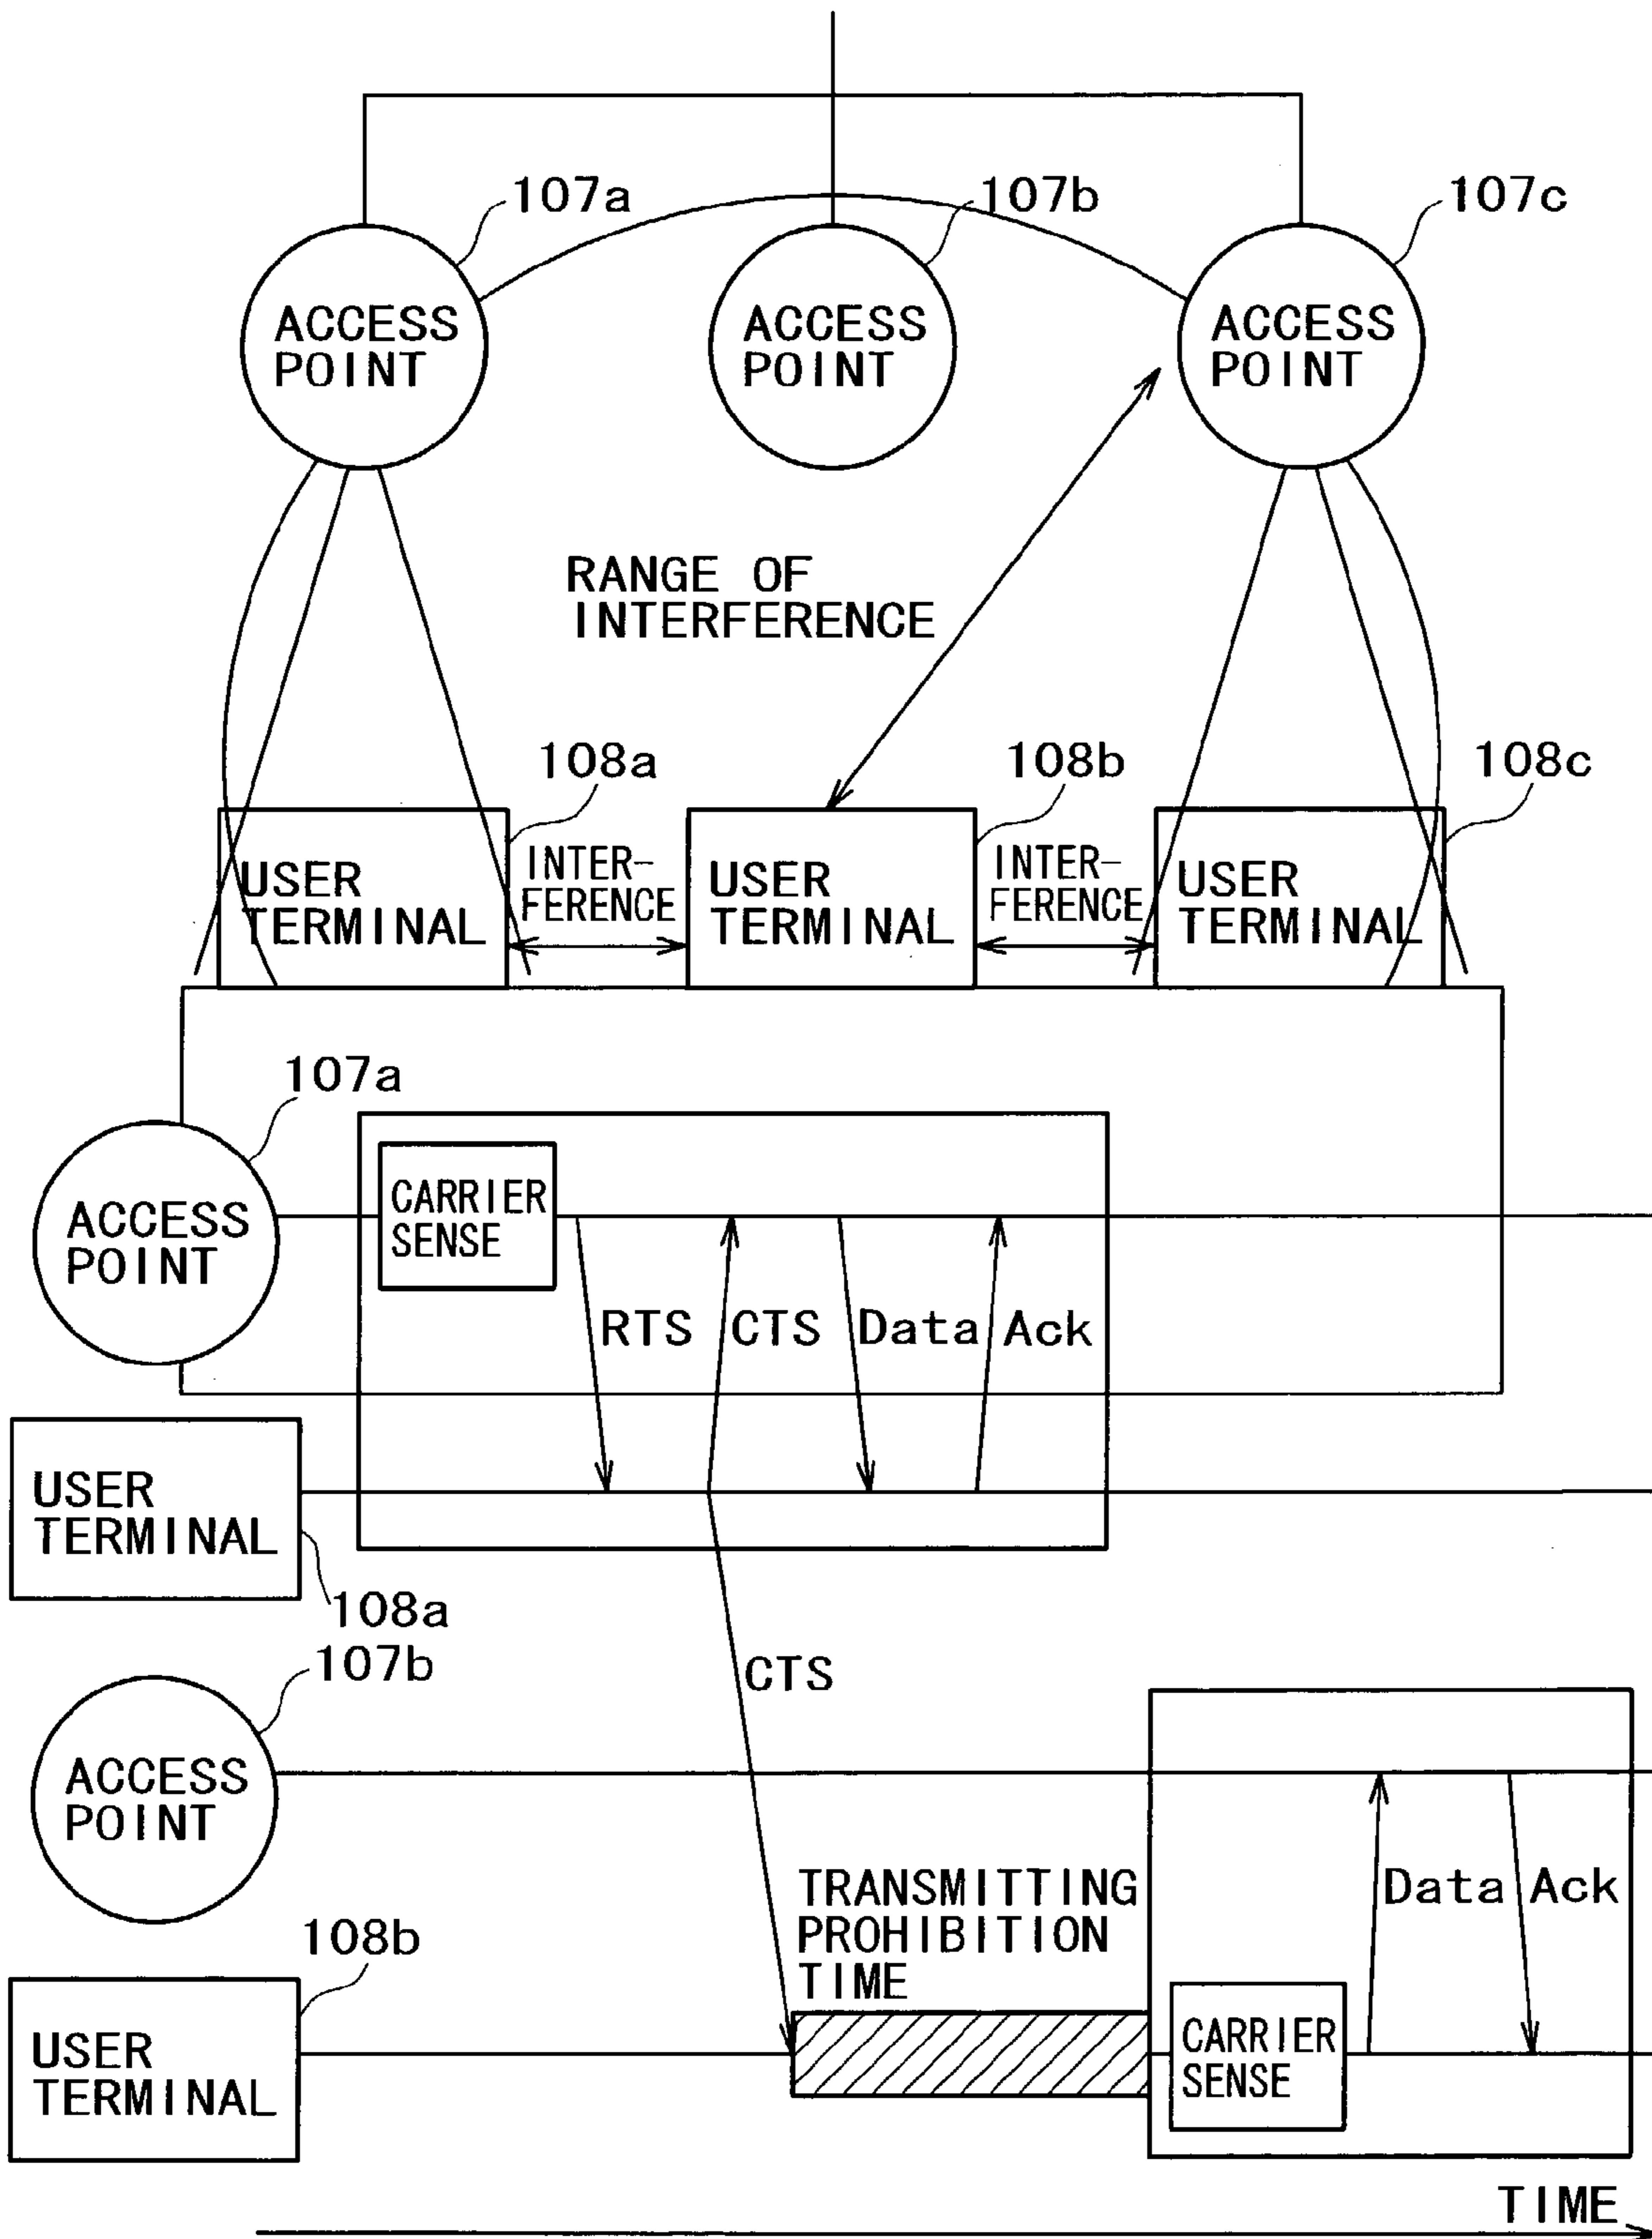 107a
107b
107c
ACCESS
POINT
ACCESS
POINT
ACCESS
POINT
RANGE OF
INTERFERENCE
108a
108b
108c
USER
TERMINAL
INTER-
FERENCE
USER
TERMINAL
INTER-
FERENCE
USER
TERMINAL
107a
ACCESS
POINT
CARRIER
SENSE
RTS
CTS
Data
Ack
USER
TERMINAL
108a
107b
CTS
ACCESS
POINT
TRANSMITTING
PROHIBITION
TIME
Data
Ack
108b
USER
TERMINAL
CARRIER
SENSE
TIME